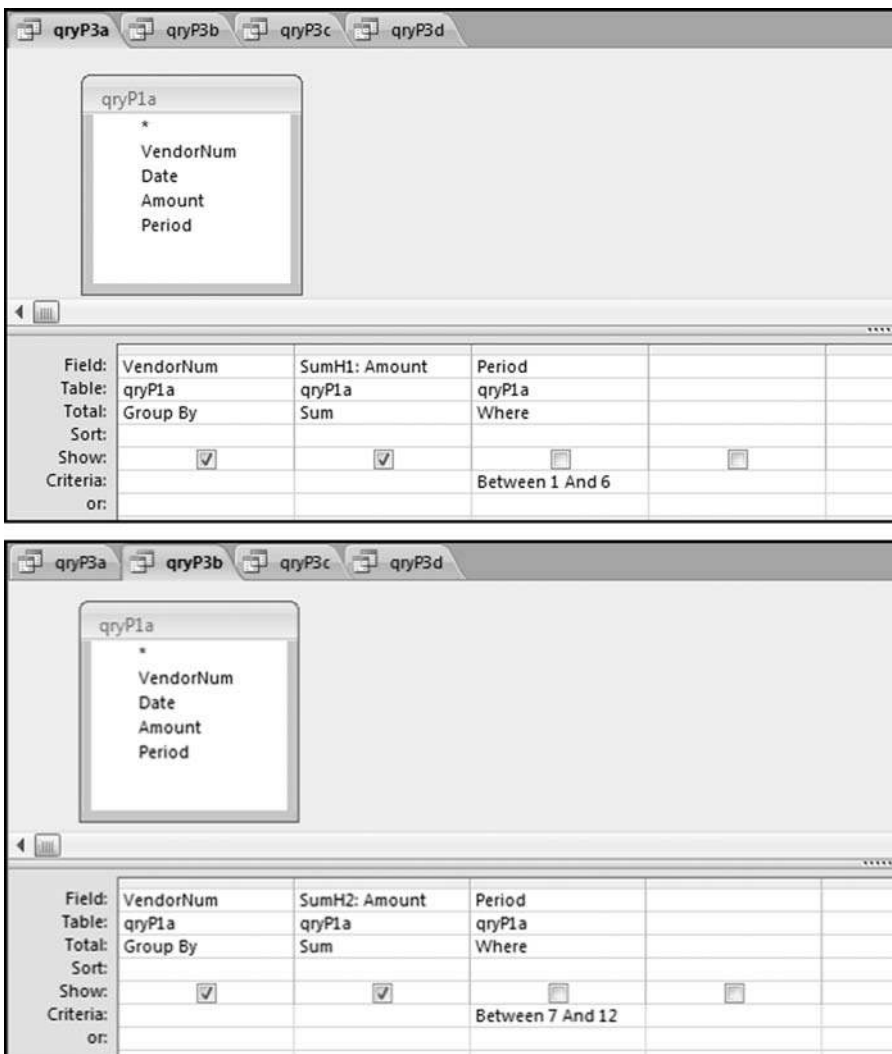 qryP3a qryP3b qryP3c qryP3d
qryP1a
*
VendorNum
Date
Amount
Period
Field: VendorNum SumH1: Amount Period
Table: qryP1a qryP1a qryP1a
Total: Group By Sum Where
Sort:
Show:
Criteria: Between 1 And 6
or:
qryP3a qryP3b qryP3c qryP3d
qryP1a
*
VendorNum
Date
Amount
Period
Field: VendorNum SumH2: Amount Period
Table: qryP1a qryP1a qryP1a
Total: Group By Sum Where
Sort:
Show:
Criteria: Between 7 And 12
or: